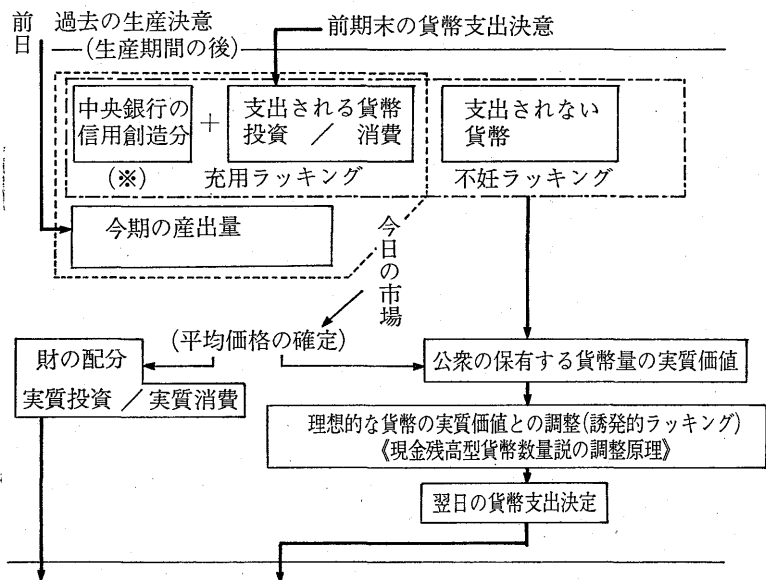 前日
過去の生産決意
(生産期間の後)
前期末の貨幣支出決意
中央銀行の
信用創造分
+
支出される貨幣
投資 / 消費
支出されない
貨幣
(※)
充用ラッキング
不妊ラッキング
今期の産出量
今日の市場
(平均価格の確定)
財の配分
実質投資 / 実質消費
公衆の保有する貨幣量の実質価値
理想的な貨幣の実質価値との調整(誘発的ラッキング)
《現金残高型貨幣数量説の調整原理》
翌日の貨幣支出決定